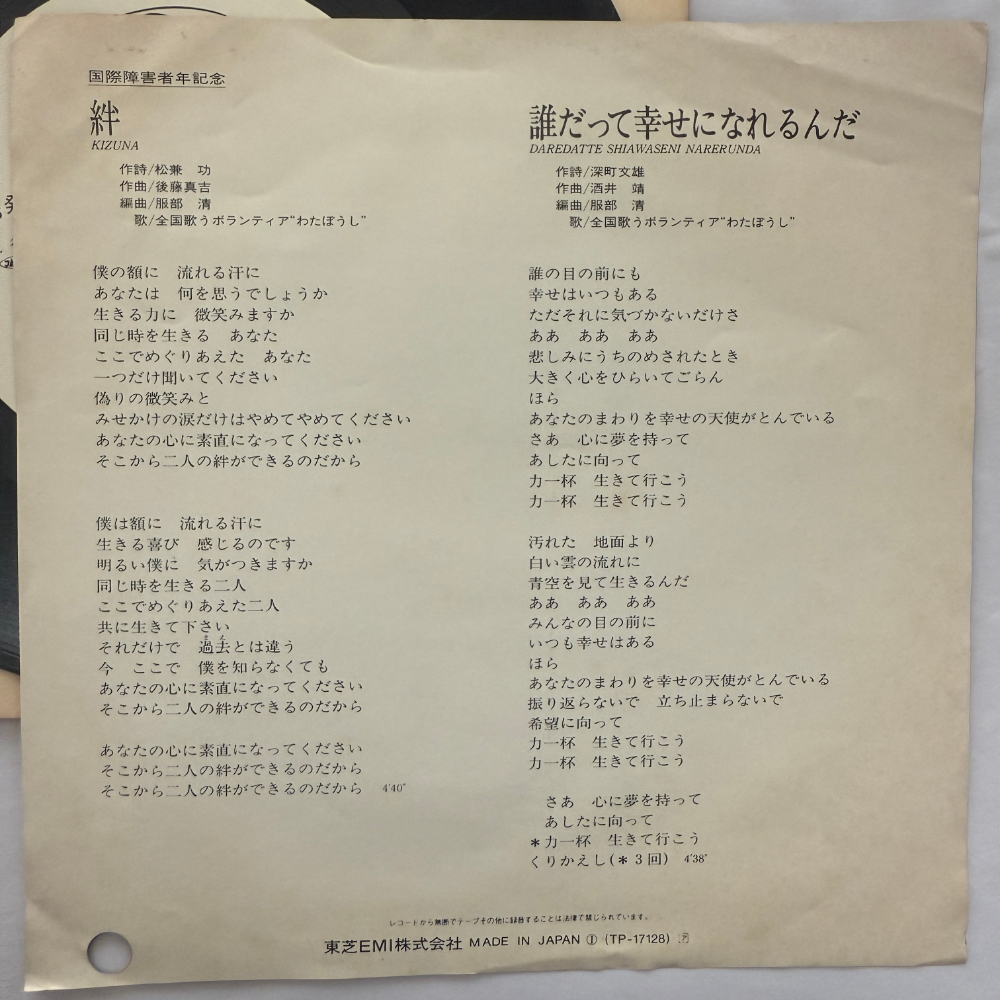 国際障害者年記念
絆
KIZUNA
作詩/松兼　功
作曲/後藤真吉
編曲/服部　清
歌/全国歌うボランティア“わたぼうし”
僕の額に　流れる汗に
あなたは　何を思うでしょうか
生きる力に　微笑みますか
同じ時を生きる　あなた
ここでめぐりあえた　あなた
一つだけ聞いてください
偽りの微笑みと
みせかけの涙だけはやめてやめてください
あなたの心に素直になってください
そこから二人の絆ができるのだから
僕は額に　流れる汗に
生きる喜び　感じるのです
明るい僕に　気がつきますか
同じ時を生きる二人
ここでめぐりあえた二人
共に生きて下さい
それだけで　過去とは違う
今　ここで　僕を知らなくても
あなたの心に素直になってください
そこから二人の絆ができるのだから
あなたの心に素直になってください
そこから二人の絆ができるのだから
そこから二人の絆ができるのだから　4'40"
誰だって幸せになれるんだ
DAREDATTE SHIAWASENI NARERUNDA
作詩/深町文雄
作曲/酒井　靖
編曲/服部　清
歌/全国歌うボランティア“わたぼうし”
誰の目の前にも
幸せはいつもある
ただそれに気づかないだけさ
ああ　ああ　ああ
悲しみにうちのめされたとき
大きく心をひらいてごらん
ほら
あなたのまわりを幸せの天使がとんでいる
さあ　心に夢を持って
あしたに向って
力一杯　生きて行こう
力一杯　生きて行こう
汚れた　地面より
白い雲の流れに
青空を見て生きるんだ
ああ　ああ　ああ
みんなの目の前に
いつも幸せはある
ほら
あなたのまわりを幸せの天使がとんでいる
振り返らないで　立ち止まらないで
希望に向って
力一杯　生きて行こう
力一杯　生きて行こう
さあ　心に夢を持って
あしたに向って
＊力一杯　生きて行こう
くりかえし(＊3回)　4'38"
レコードから無断でテープその他に録音することは法律で禁じられています。
東芝EMI株式会社 MADE IN JAPAN Ⓘ (TP-17128)